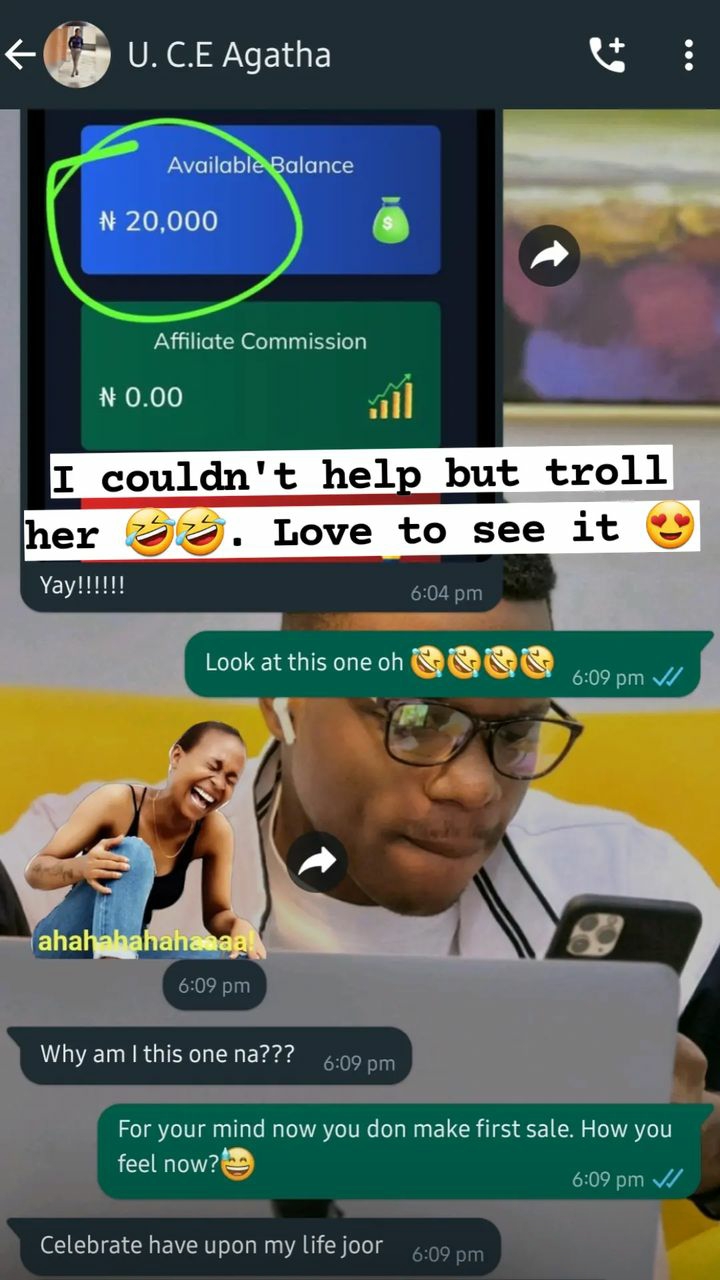 U. C.E Agatha
Available Balance
₦ 20,000
Affiliate Commission
₦ 0.00
I couldn't help but troll
her 🤣🤣. Love to see it 😍
Yay!!!!!!
6:04 pm
Look at this one oh 🤣🤣🤣🤣
6:09 pm
ahahahahahaaaa!
6:09 pm
Why am I this one na???
6:09 pm
For your mind now you don make first sale. How you
feel now?😅
6:09 pm
Celebrate have upon my life joor
6:09 pm